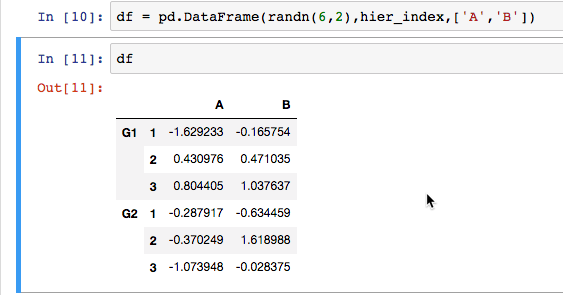 In [10]: df = pd.DataFrame(randn(6,2),hier_index,['A','B'])
In [11]: df
Out[11]:
A B
G1 1 -1.629233 -0.165754
2 0.430976 0.471035
3 0.804405 1.037637
G2 1 -0.287917 -0.634459
2 -0.370249 1.618988
3 -1.073948 -0.028375